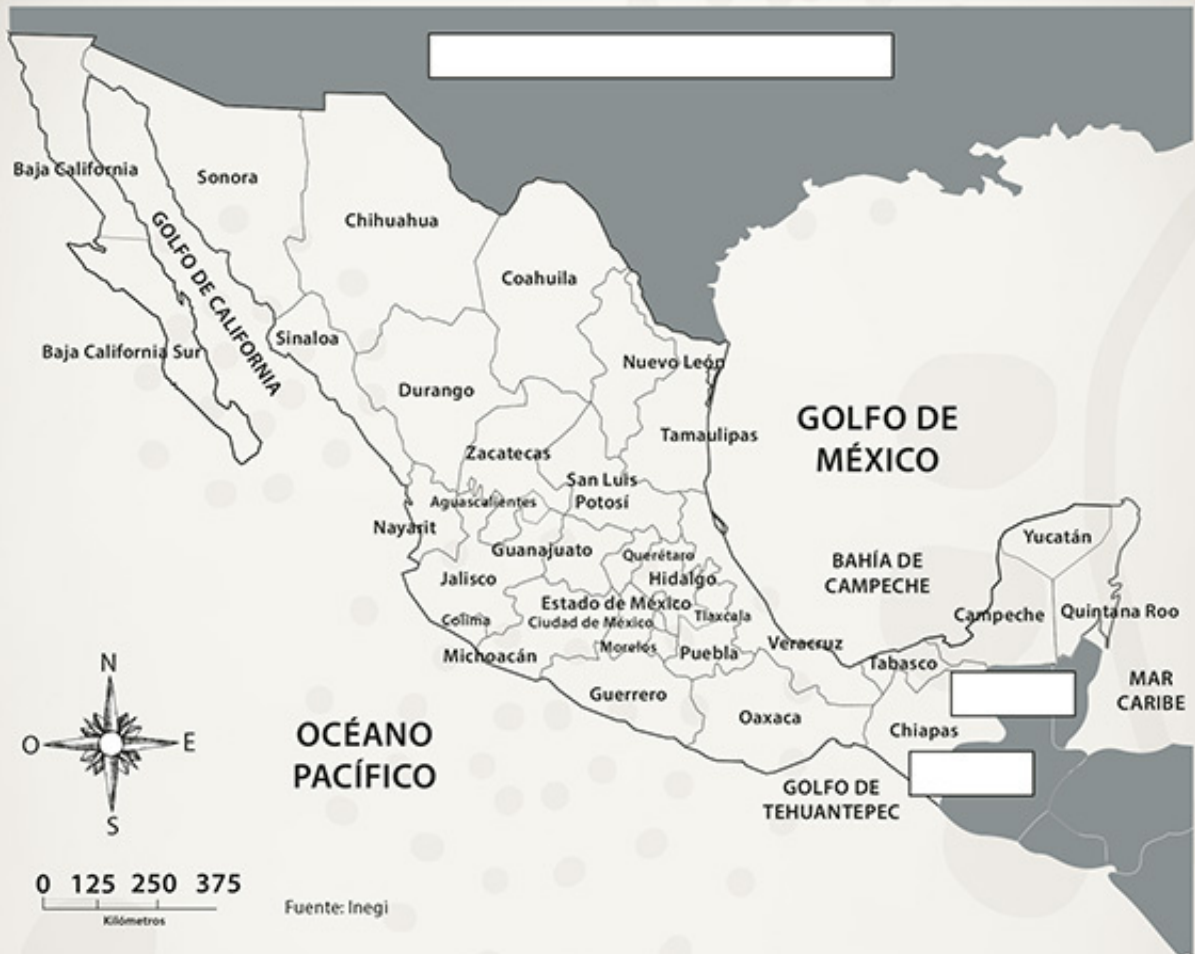 Baja California
Sonora
Chihuahua
GOLFO DE CALIFORNIA
Coahuila
Sinaloa
Baja California Sur
Nuevo León
Durango
GOLFO DE
MÉXICO
Tamaulipas
Zacatecas
San Luis
Potosí
Aguascalientes
Nayarit
Yucatán
Guanajuato
Querétaro
BAHÍA DE
CAMPECHE
Jalisco
Hidalgo
Estado de México
Campeche
Quintana Roo
Colima
Ciudad de México
Tlaxcala
Michoacán
Morelos
Puebla
Veracruz
Tabasco
MAR
CARIBE
Guerrero
Oaxaca
Chiapas
OCÉANO
PACÍFICO
GOLFO DE
TEHUANTEPEC
N
O
E
S
0 125 250 375
Kilómetros
Fuente: Inegi